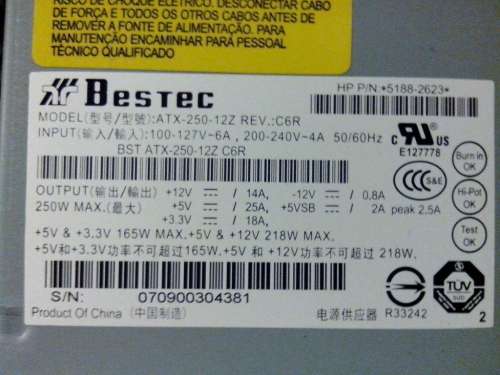 RISCO DE CHOQUE ELÉTRICO. DESCONECTAR CABO
DE FORÇA E TODOS OS OUTROS CABOS ANTES DE
REMOVER A FONTE DE ALIMENTAÇÃO. PARA
MANUTENÇÃO ENCAMINHAR PARA PESSOAL
TÉCNICO QUALIFICADO
BESTEC
HP P/N:*5188-2623*
MODEL(型号/型號):ATX-250-12Z REV.:C6R
INPUT(输入/輸入):100-127V~6A , 200-240V~4A 50/60Hz
BST ATX-250-12Z C6R
C US
E127778
OUTPUT(输出/輸出) +12V / 14A, -12V / 0.8A
250W MAX.(最大) +5V / 25A, +5VSB / 2A peak 2.5A
+3.3V / 18A,
+5V & +3.3V 165W MAX.+5V & +12V 218W MAX.
+5V和+3.3V功率不可超过165W.+5V 和 +12V功率不可超过 218W.
CCC S&E
Burn in OK
Hi-Pot OK
Test OK
S/N: 070900304381
Product Of China (中国制造)
电源供应器
R33242
TÜV
SUD
2